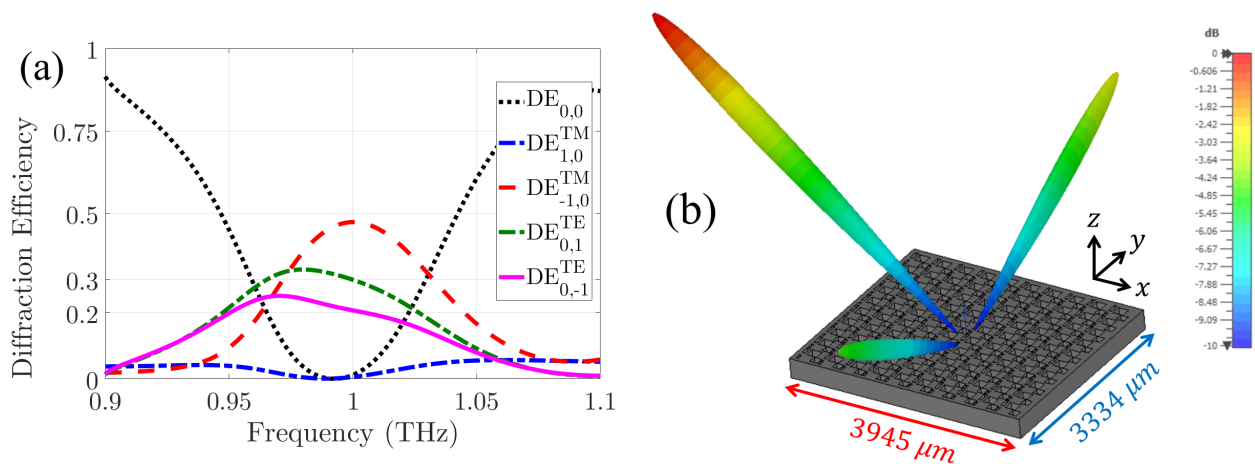 (a)
Diffraction Efficiency
1
0.75
0.5
0.3
0.2
0
0.9
0.95
1
1.05
1.1
Frequency (THz)
DE0,0
DE1,0TM
DE-1,0TM
DE0,1TE
DE0,-1TE
(b)
z
y
x
3945 μm
3334 μm
dB
0
-0.606
-1.21
-1.82
-2.42
-3.03
-3.64
-4.24
-4.85
-5.45
-6.06
-6.67
-7.27
-7.88
-8.48
-9.09
-10